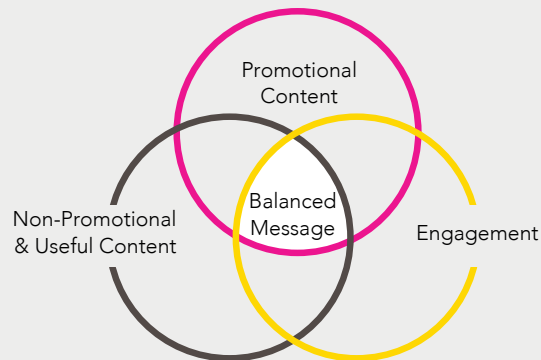 Promotional
Content
Balanced
Message
Non-Promotional
& Useful Content
Engagement